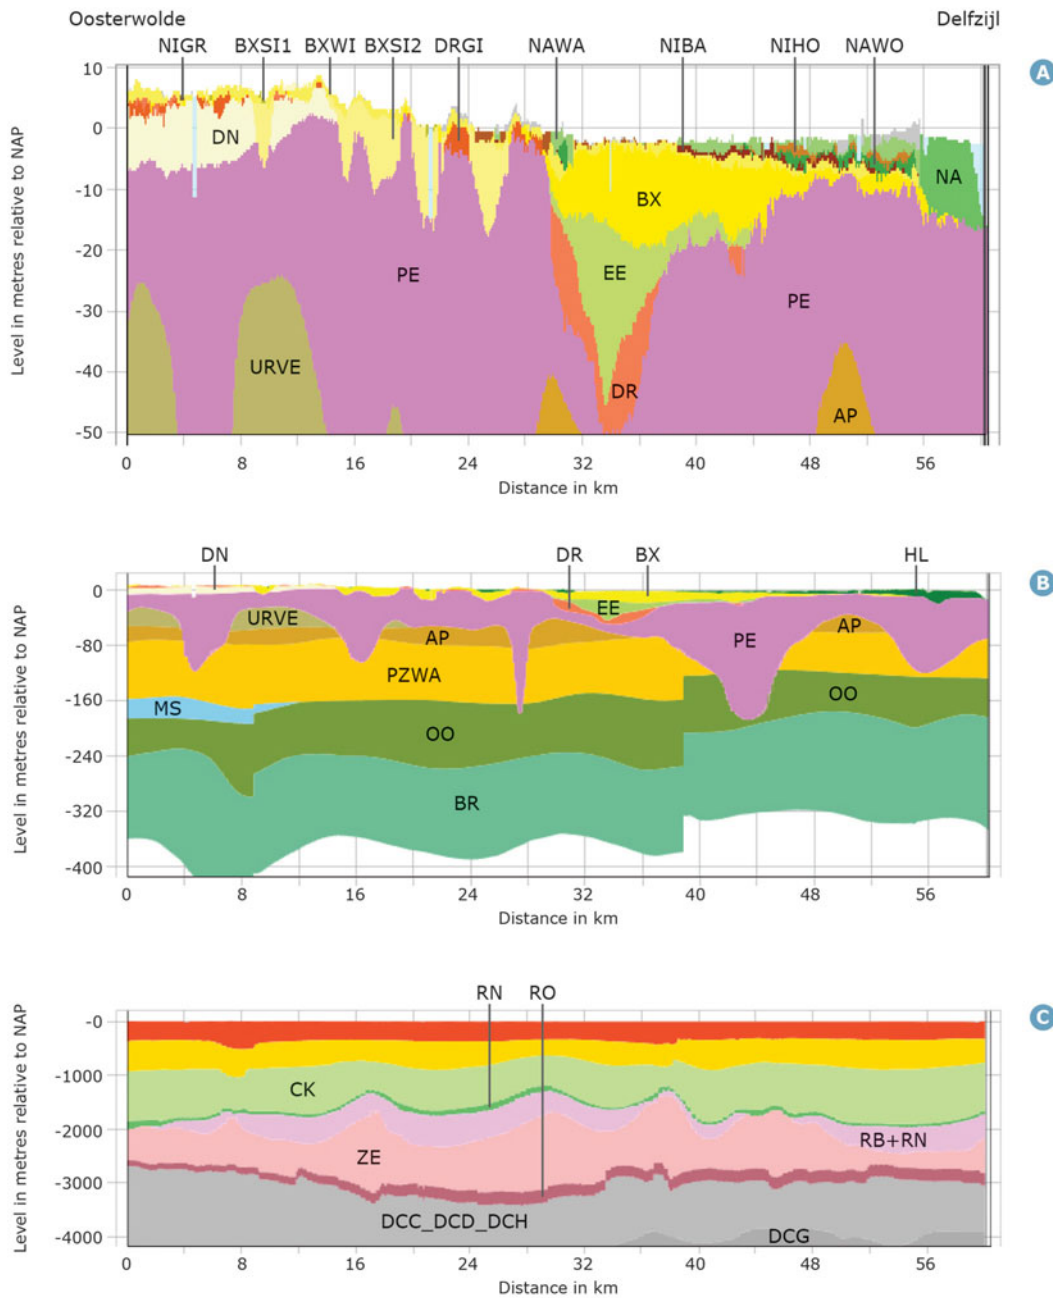 Oosterwolde Delfzijl
NIGR BXSI1 BXWI BXSI2 DRGI NAWA NIBA NIHO NAWO
A
Level in metres relative to NAP
10
0
-10
-20
-30
-40
-50
DN
BX
NA
PE
EE
PE
URVE
DR
AP
0 8 16 24 32 40 48 56
Distance in km
DN DR BX HL
B
Level in metres relative to NAP
0
-80
-160
-240
-320
-400
EE
URVE
AP
PE
AP
PZWA
MS
OO
OO
BR
0 8 16 24 32 40 48 56
Distance in km
RN RO
C
Level in metres relative to NAP
-0
-1000
-2000
-3000
-4000
CK
RB+RN
ZE
DCC_DCD_DCH
DCG
0 8 16 24 32 40 48 56
Distance in km